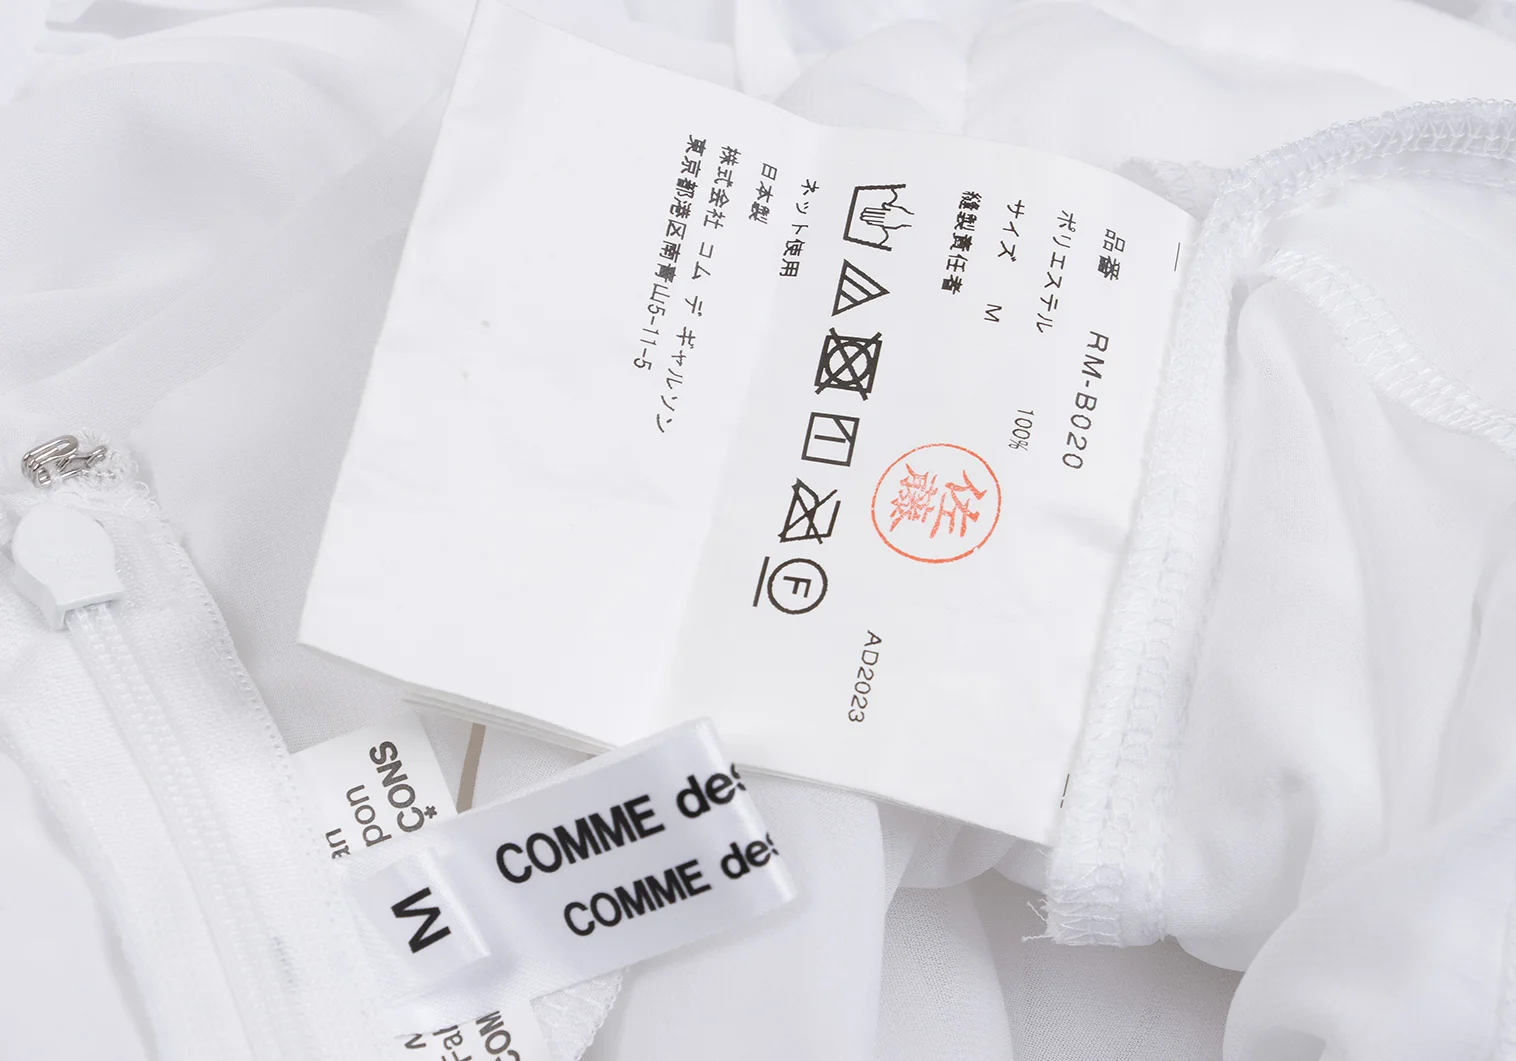 品番 RM-B020
ポリエステル 100%
サイズ M
縫製責任者 佐藤
AD2023
F
ネット使用
日本製
株式会社 コム デ ギャルソン
東京都港区南青山5-11-5
*CONS
pon
an
M
COMME des
COMME des
COM